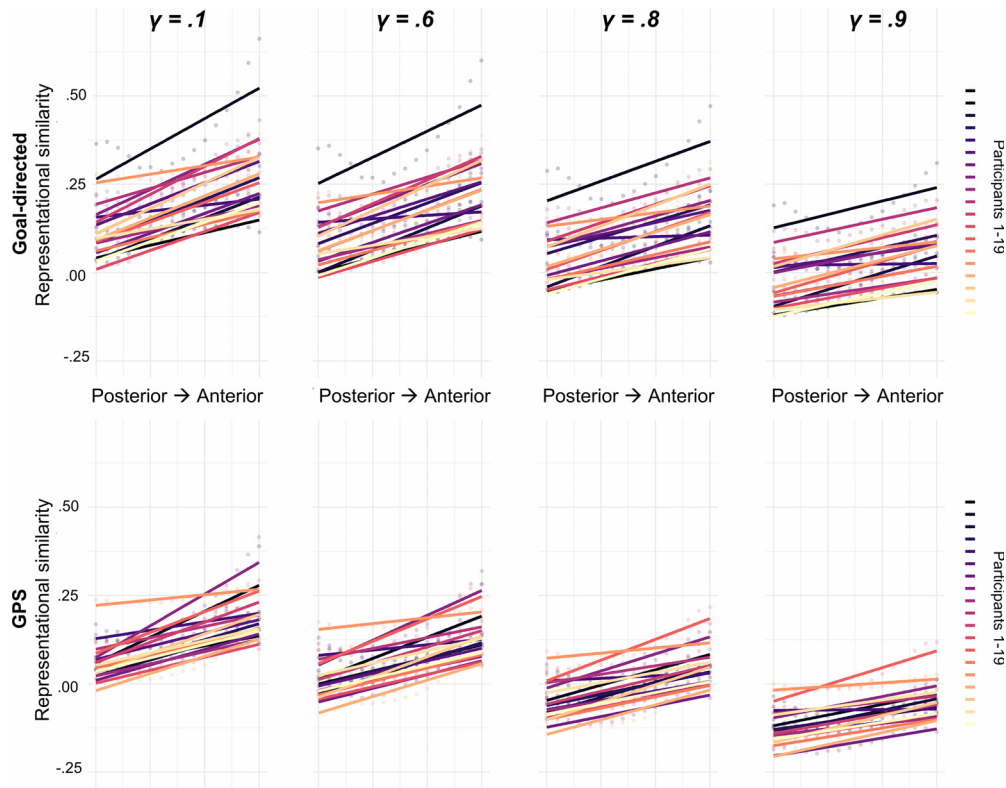 γ = .1 γ = .6 γ = .8 γ = .9
Goal-directed
Representational similarity
.50
.25
.00
-.25
Participants 1-19
Posterior → Anterior Posterior → Anterior Posterior → Anterior Posterior → Anterior
GPS
Representational similarity
.50
.25
.00
-.25
Participants 1-19